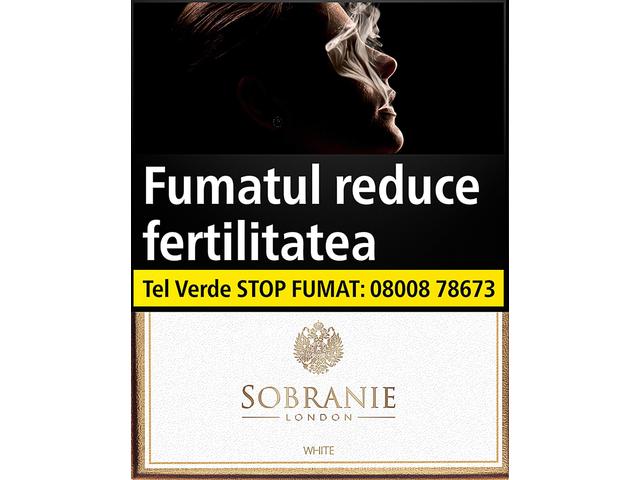 Fumatul reduce
fertilitatea
Tel Verde STOP FUMAT: 08008 78673
SOBRANIE
LONDON
WHITE